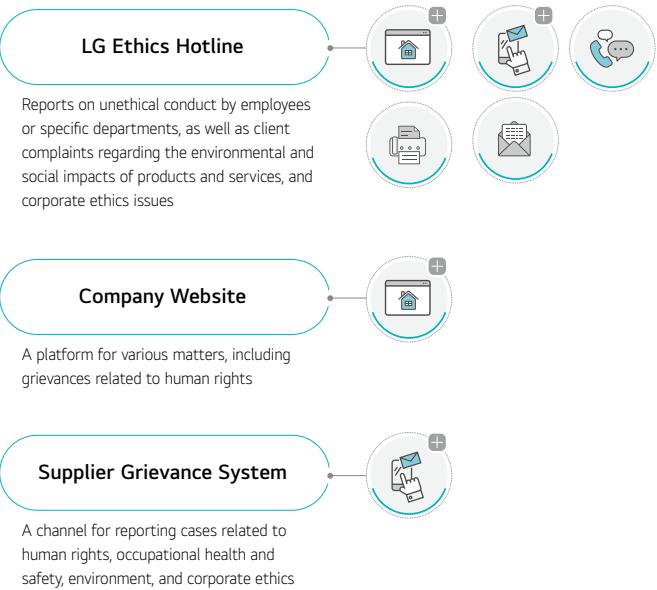 LG Ethics Hotline
Reports on unethical conduct by employees
or specific departments, as well as client
complaints regarding the environmental and
social impacts of products and services, and
corporate ethics issues
Company Website
A platform for various matters, including
grievances related to human rights
Supplier Grievance System
A channel for reporting cases related to
human rights, occupational health and
safety, environment, and corporate ethics